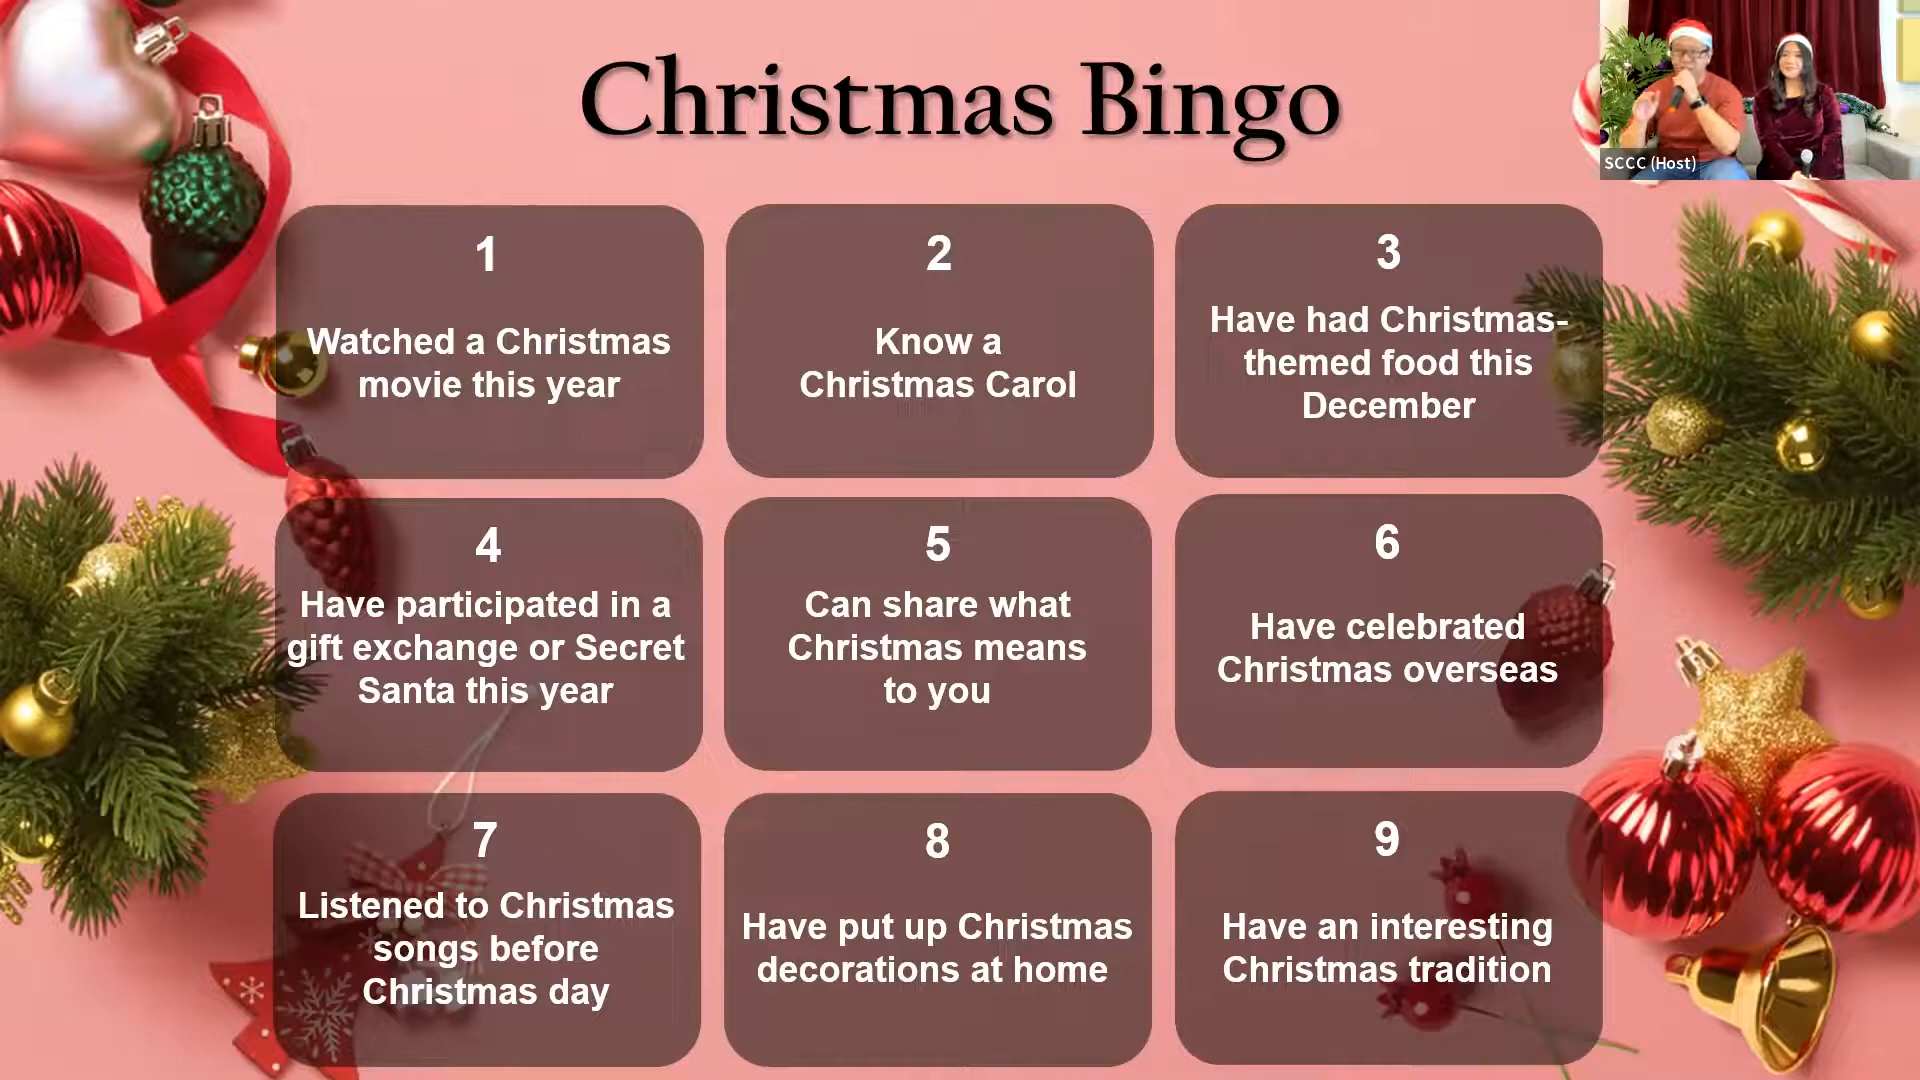 Christmas Bingo
SCCC (Host)
1
Watched a Christmas
movie this year
2
Know a
Christmas Carol
3
Have had Christmas-
themed food this
December
4
Have participated in a
gift exchange or Secret
Santa this year
5
Can share what
Christmas means
to you
6
Have celebrated
Christmas overseas
7
Listened to Christmas
songs before
Christmas day
8
Have put up Christmas
decorations at home
9
Have an interesting
Christmas tradition